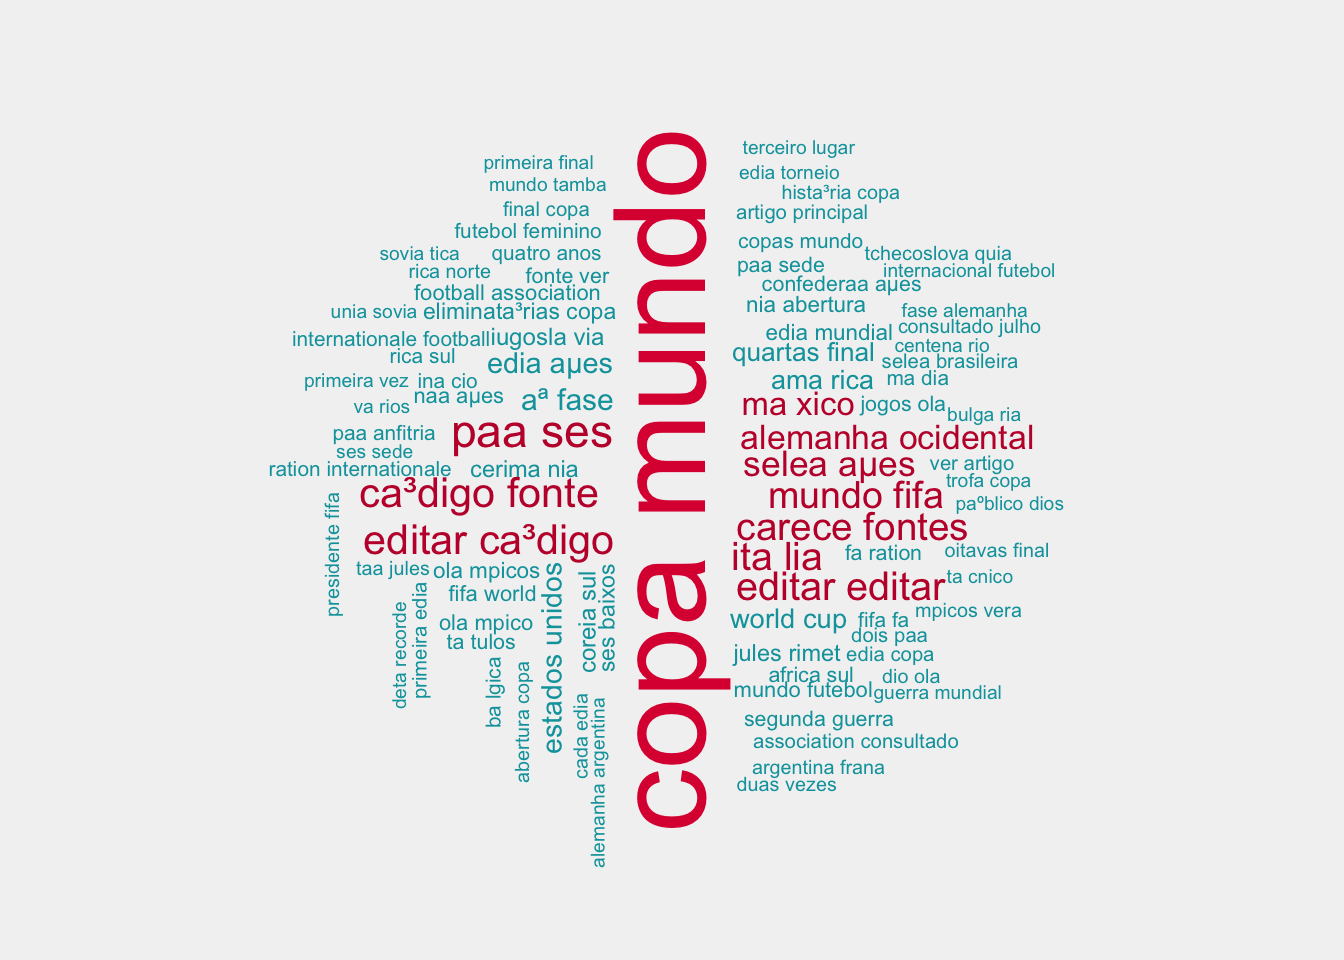 primeira final
mundo tamba
final copa
futebol feminino
sovia tica
quatro anos
rica norte
fonte ver
football association
unia sovia
eliminata³rias copa
internationale football
iugosla via
rica sul
edia aµes
primeira vez
ina cio
naa aµes
va rios
aª fase
paa anfitria
paa ses
ses sede
ration internationale
cerima nia
ca³digo fonte
presidente fifa
editar ca³digo
taa jules
ola mpicos
fifa world
ola mpico
ta tulos
deta recorde
primeira edia
ba lgica
abertura copa
estados unidos
coreia sul
ses baixos
cada edia
alemanha argentina
copa mundo
terceiro lugar
edia torneio
hista³ria copa
artigo principal
copas mundo
tchecoslova quia
paa sede
internacional futebol
confederaa aµes
nia abertura
fase alemanha
edia mundial
consultado julho
quartas final
centena rio
selea brasileira
ama rica
ma dia
ma xico
jogos ola
bulga ria
alemanha ocidental
selea aµes
ver artigo
trofa copa
mundo fifa
paºblico dios
carece fontes
ita lia
fa ration
oitavas final
editar editar
ta cnico
world cup
fifa fa
mpicos vera
dois paa
jules rimet
edia copa
africa sul
dio ola
mundo futebol
guerra mundial
segunda guerra
association consultado
argentina frana
duas vezes